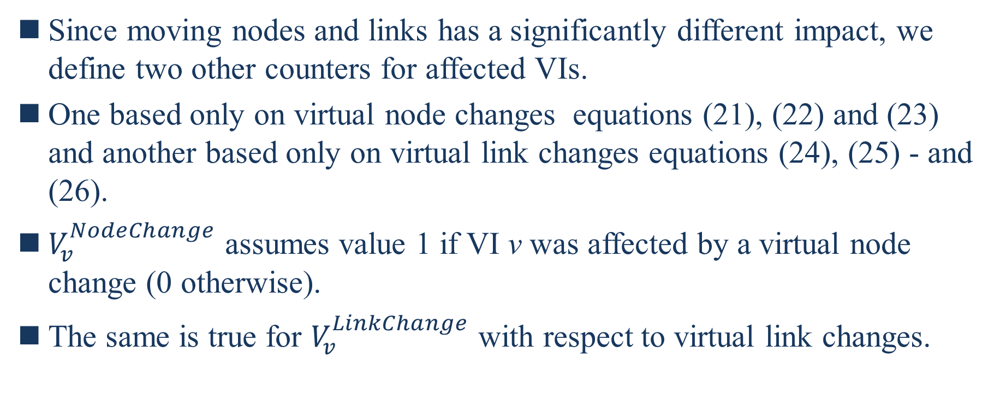 ■ Since moving nodes and links has a significantly different impact, we
define two other counters for affected VIs.
■ One based only on virtual node changes  equations (21), (22) and (23)
and another based only on virtual link changes equations (24), (25) - and
(26).
■ $V_v^{NodeChange}$ assumes value 1 if VI v was affected by a virtual node
change (0 otherwise).
■ The same is true for $V_v^{LinkChange}$ with respect to virtual link changes.